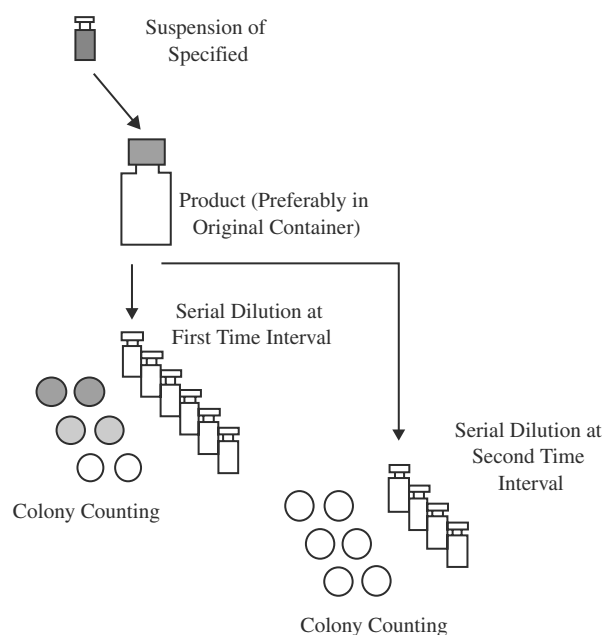 Suspension of
Specified
Product (Preferably in
Original Container)
Serial Dilution at
First Time Interval
Serial Dilution at
Second Time
Interval
Colony Counting
Colony Counting